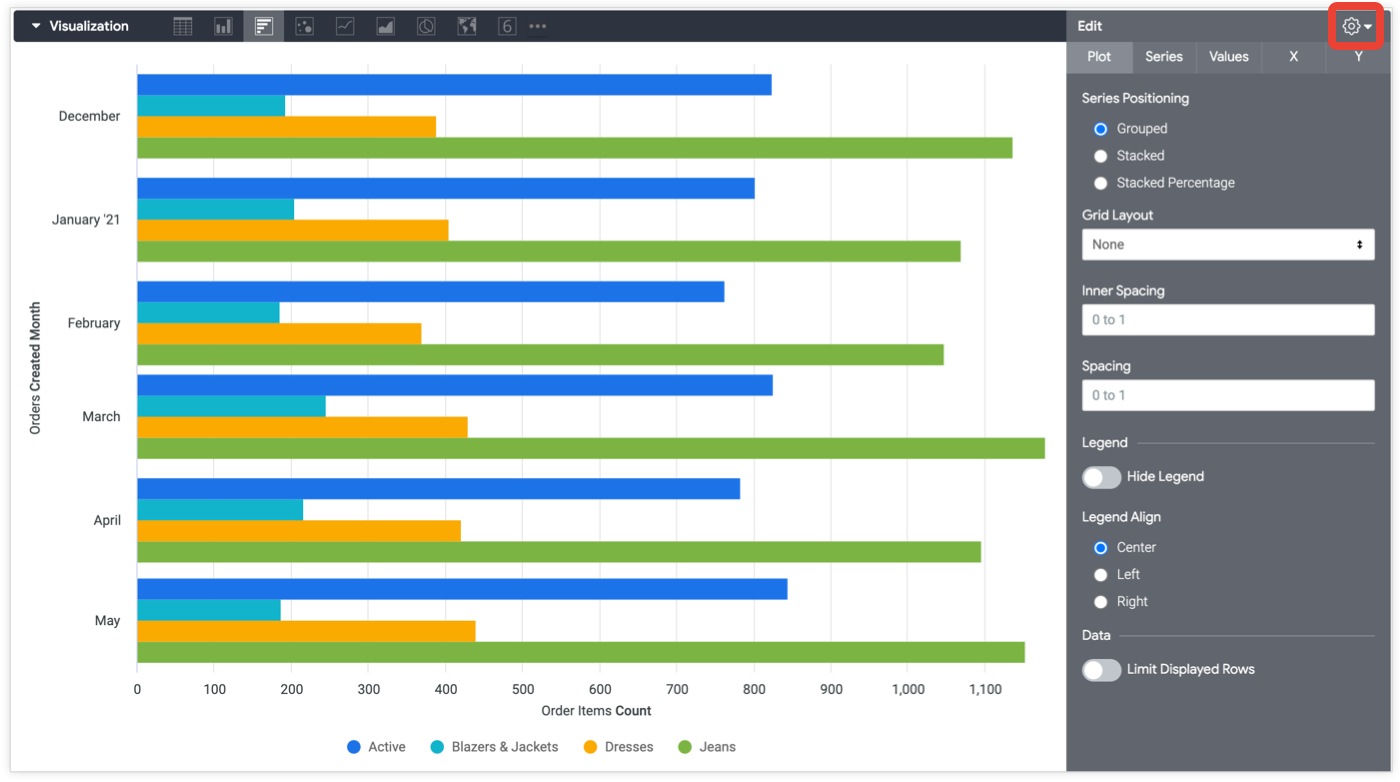 Visualization
6
Edit
Plot Series Values X Y
Series Positioning
Grouped
Stacked
Stacked Percentage
Grid Layout
None
Inner Spacing
0 to 1
Spacing
0 to 1
Legend
Hide Legend
Legend Align
Center
Left
Right
Data
Limit Displayed Rows
Orders Created Month
December
January '21
February
March
April
May
0 100 200 300 400 500 600 700 800 900 1,000 1,100
Order Items Count
Active Blazers & Jackets Dresses Jeans